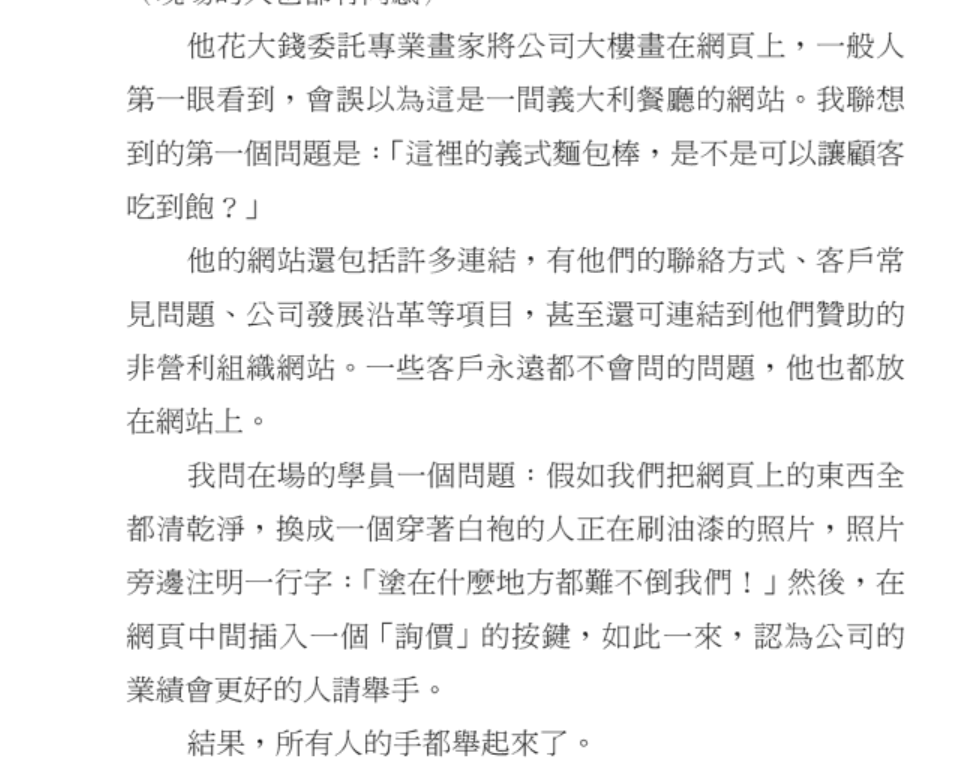 他花大錢委託專業畫家將公司大樓畫在網頁上，一般人
第一眼看到，會誤以為這是一間義大利餐廳的網站。我聯想
到的第一個問題是：「這裡的義式麵包棒，是不是可以讓顧客
吃到飽？」
他的網站還包括許多連結，有他們的聯絡方式、客戶常
見問題、公司發展沿革等項目，甚至還可連結到他們贊助的
非營利組織網站。一些客戶永遠都不會問的問題，他也都放
在網站上。
我問在場的學員一個問題：假如我們把網頁上的東西全
都清乾淨，換成一個穿著白袍的人正在刷油漆的照片，照片
旁邊注明一行字：「塗在什麼地方都難不倒我們！」然後，在
網頁中間插入一個「詢價」的按鍵，如此一來，認為公司的
業績會更好的人請舉手。
結果，所有人的手都舉起來了。